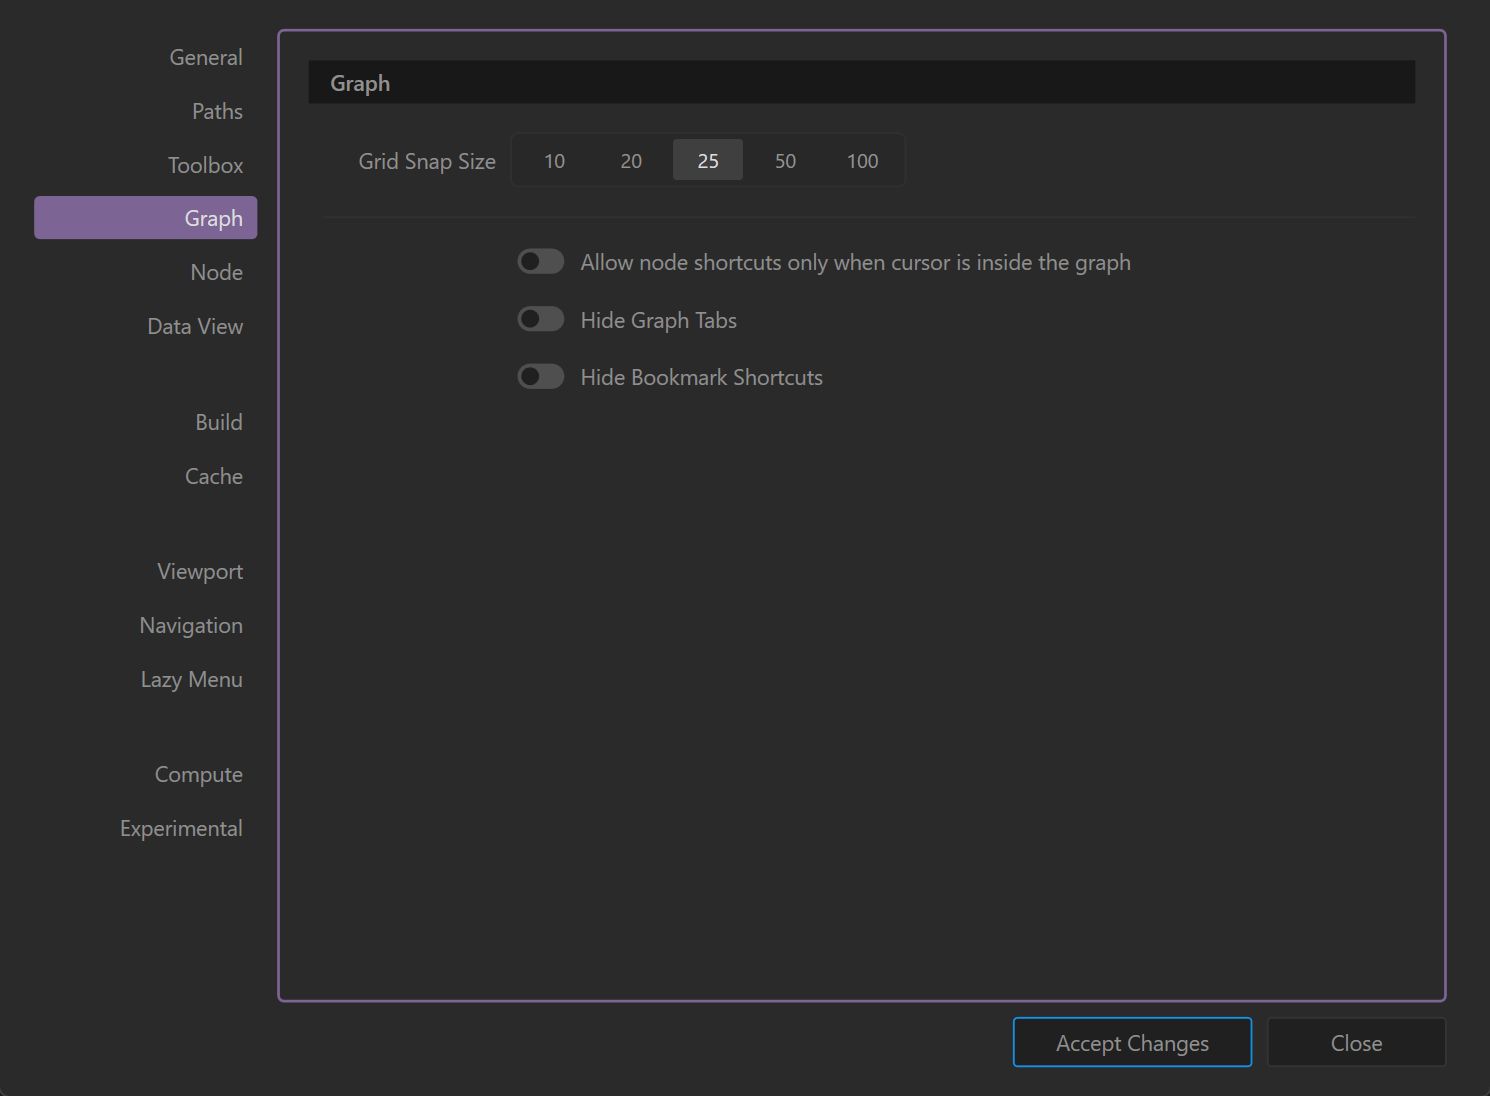 General
Paths
Toolbox
Graph
Node
Data View
Build
Cache
Viewport
Navigation
Lazy Menu
Compute
Experimental
Graph
Grid Snap Size 10 20 25 50 100
Allow node shortcuts only when cursor is inside the graph
Hide Graph Tabs
Hide Bookmark Shortcuts
Accept Changes Close